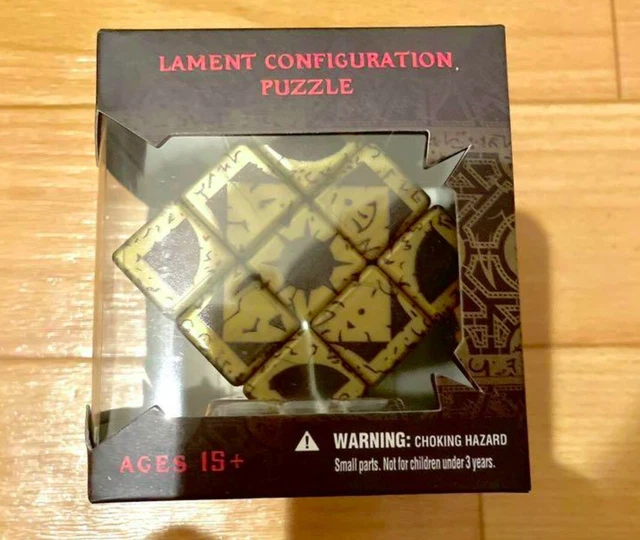 LAMENT CONFIGURATION
PUZZLE
AGES 15+
WARNING: CHOKING HAZARD
Small parts. Not for children under 3 years.